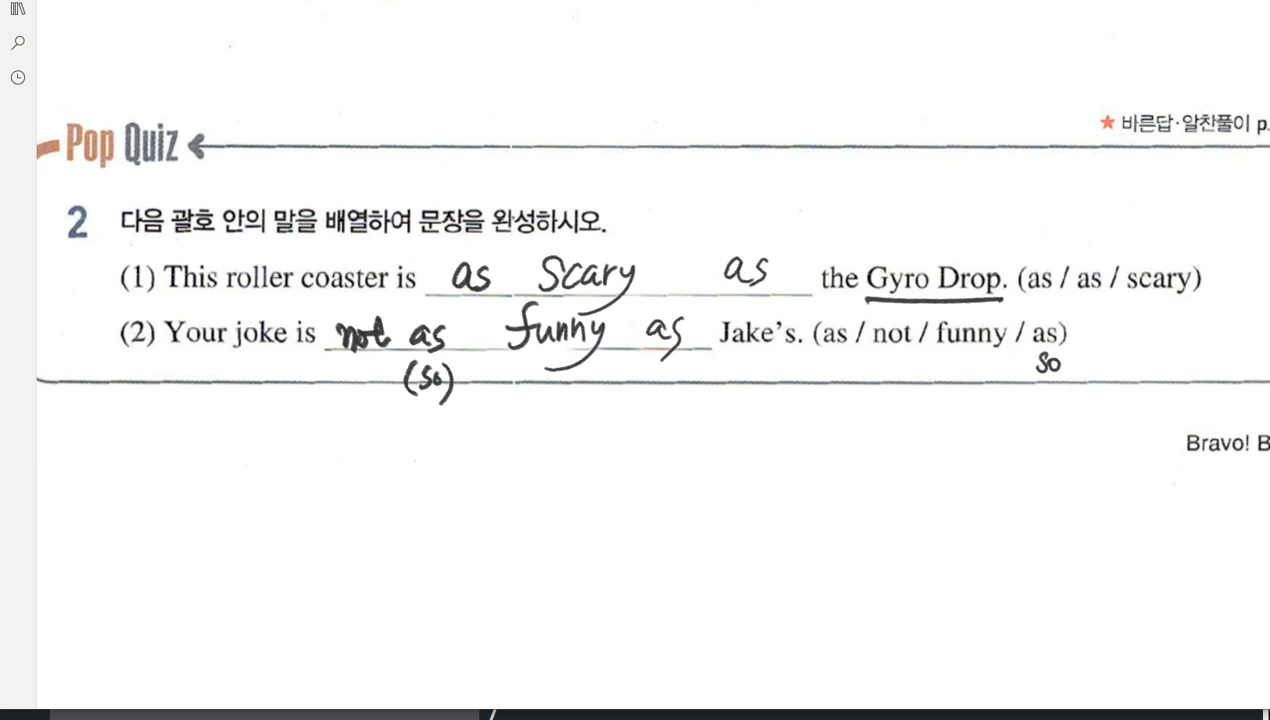 Pop Quiz
★ 바른답·알찬풀이 p.
2 다음 괄호 안의 말을 배열하여 문장을 완성하시오.
(1) This roller coaster is as scary as the Gyro Drop. (as / as / scary)
(2) Your joke is not as funny as Jake's. (as / not / funny / as)
(so) so
Bravo! B